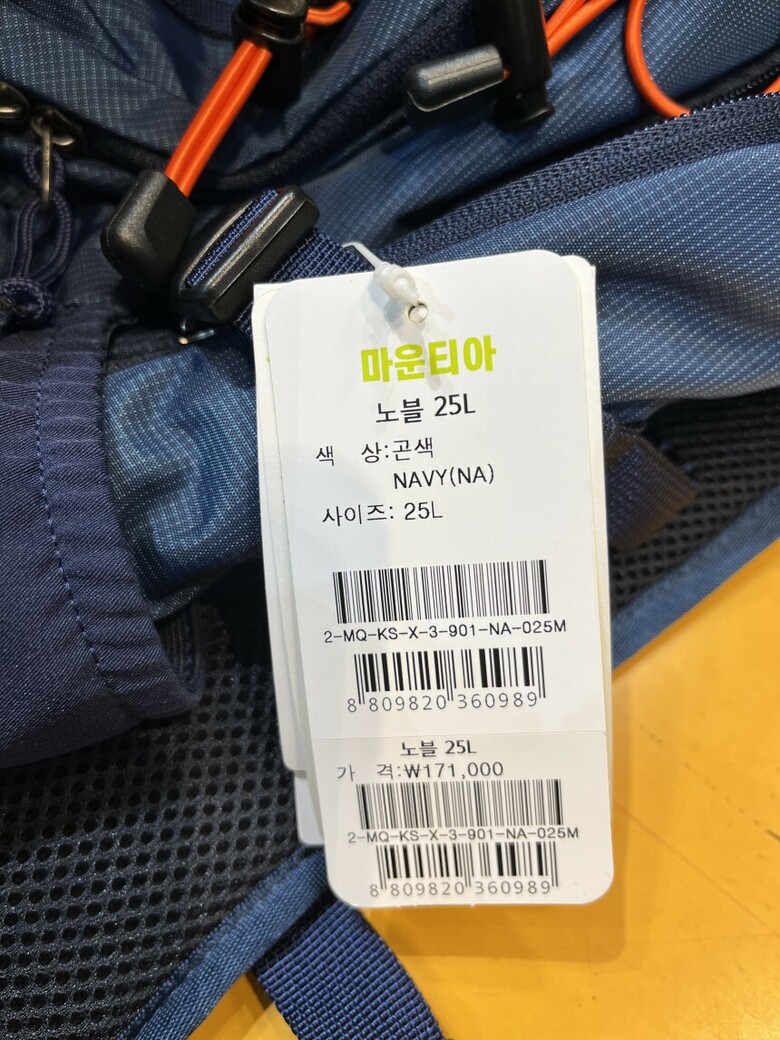 마운티아
노블 25L
색 상:곤색
NAVY(NA)
사이즈: 25L
2-MQ-KS-X-3-901-NA-025M
8 809820 360989
노블 25L
가 격:₩171,000
2-MQ-KS-X-3-901-NA-025M
8 809820 360989